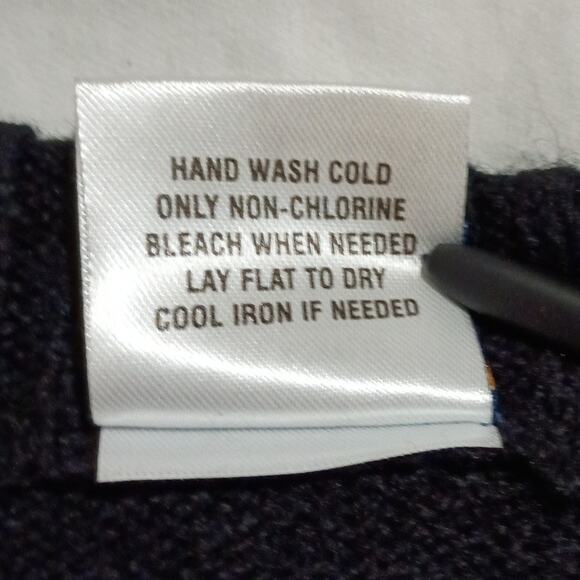 HAND WASH COLD
ONLY NON-CHLORINE
BLEACH WHEN NEEDED
LAY FLAT TO DRY
COOL IRON IF NEEDED